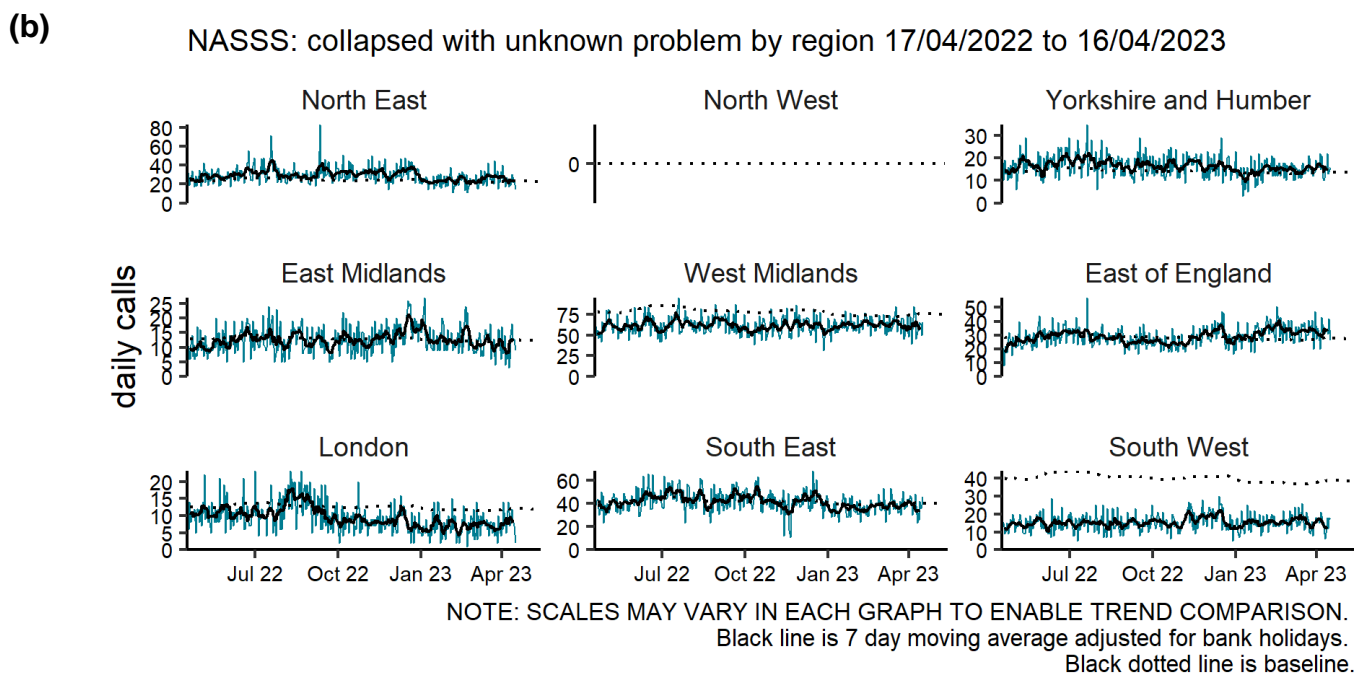 (b)
NASSS: collapsed with unknown problem by region 17/04/2022 to 16/04/2023
North East
North West
Yorkshire and Humber
80
60
40
20
0
0
30
20
10
0
East Midlands
West Midlands
East of England
daily calls
25
20
15
10
5
0
75
50
25
0
50
40
30
20
10
0
London
South East
South West
20
15
10
5
0
60
40
20
0
40
30
20
10
0
Jul 22 Oct 22 Jan 23 Apr 23
Jul 22 Oct 22 Jan 23 Apr 23
Jul 22 Oct 22 Jan 23 Apr 23
NOTE: SCALES MAY VARY IN EACH GRAPH TO ENABLE TREND COMPARISON.
Black line is 7 day moving average adjusted for bank holidays.
Black dotted line is baseline.